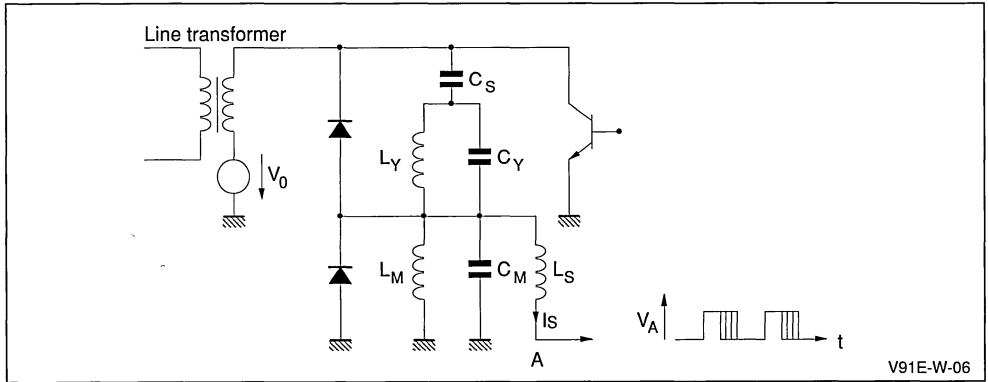 Line transformer
C_S
L_Y
C_Y
V_0
L_M
C_M
L_S
I_S
V_A
t
A
V91E-W-06